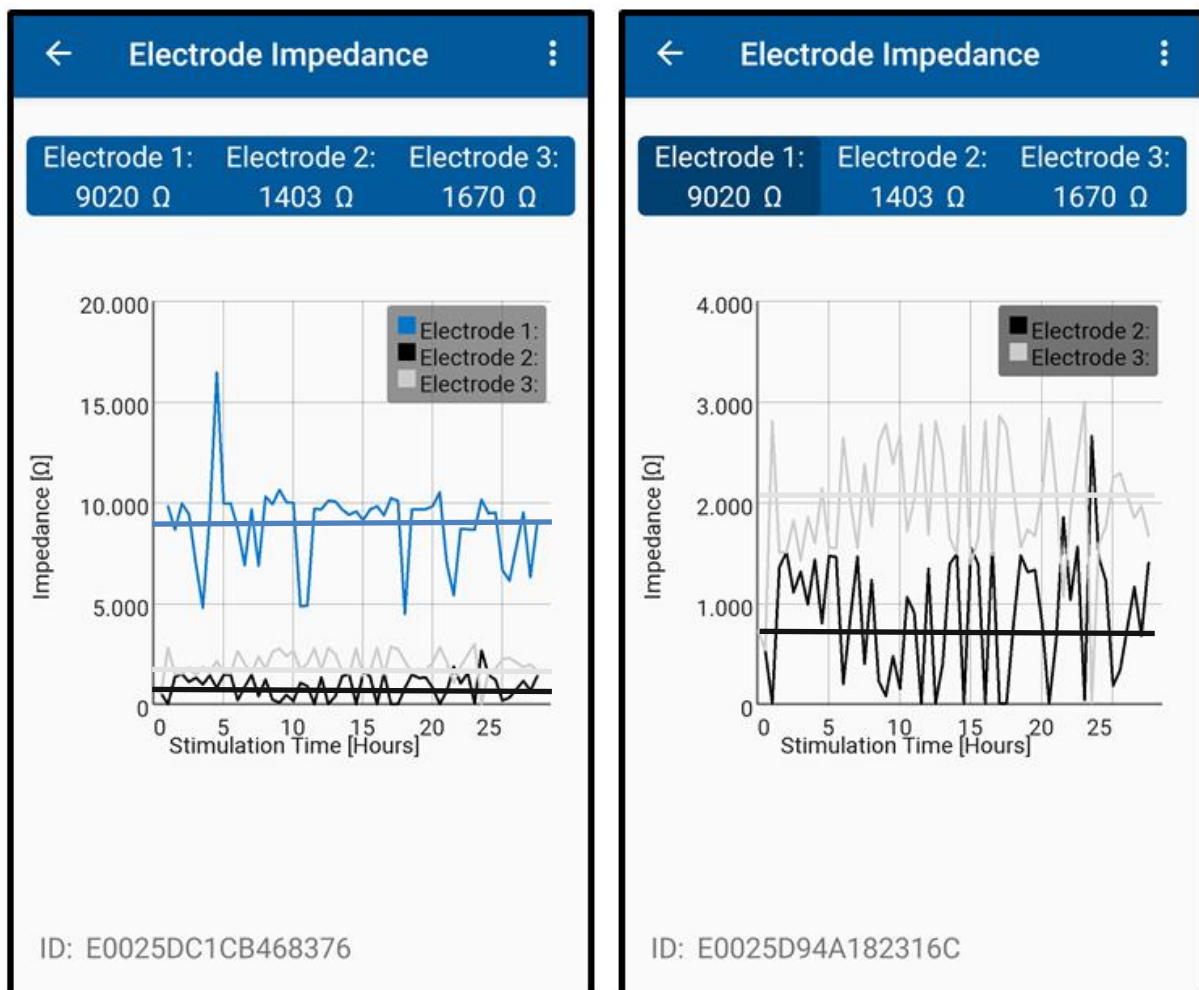 Electrode Impedance
Electrode 1: Electrode 2: Electrode 3:
9020 Ω 1403 Ω 1670 Ω
20.000
15.000
10.000
5.000
0
Impedance [Ω]
Electrode 1:
Electrode 2:
Electrode 3:
0 5 10 15 20 25
Stimulation Time [Hours]
ID: E0025DC1CB468376
Electrode Impedance
Electrode 1: Electrode 2: Electrode 3:
9020 Ω 1403 Ω 1670 Ω
4.000
3.000
2.000
1.000
0
Impedance [Ω]
Electrode 2:
Electrode 3:
0 5 10 15 20 25
Stimulation Time [Hours]
ID: E0025D94A182316C